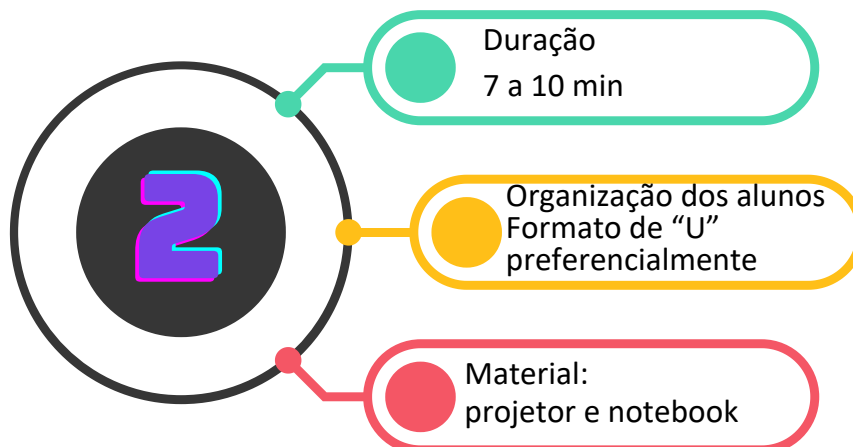 2
Duração
7 a 10 min
Organização dos alunos
Formato de “U”
preferencialmente
Material:
projetor e notebook